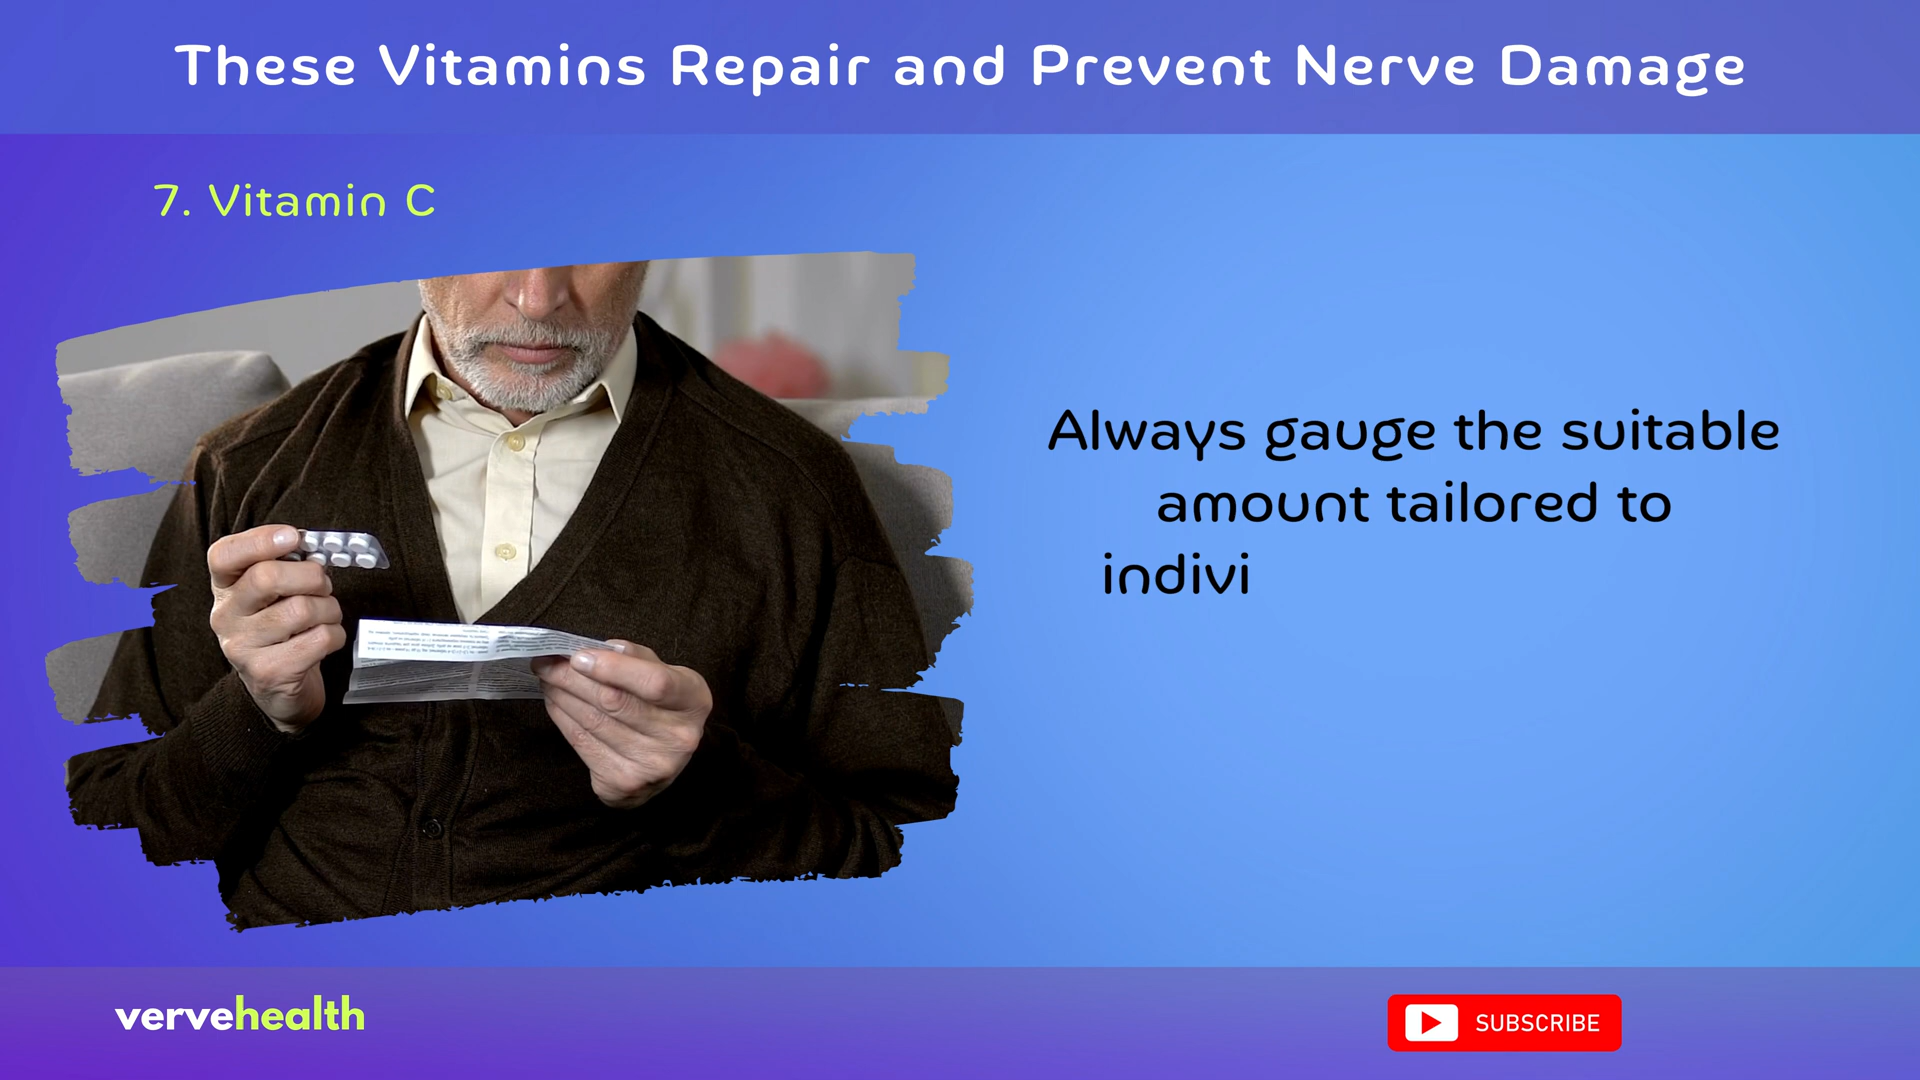 These Vitamins Repair and Prevent Nerve Damage
7. Vitamin C
Always gauge the suitable
amount tailored to
indivi
vervehealth
SUBSCRIBE